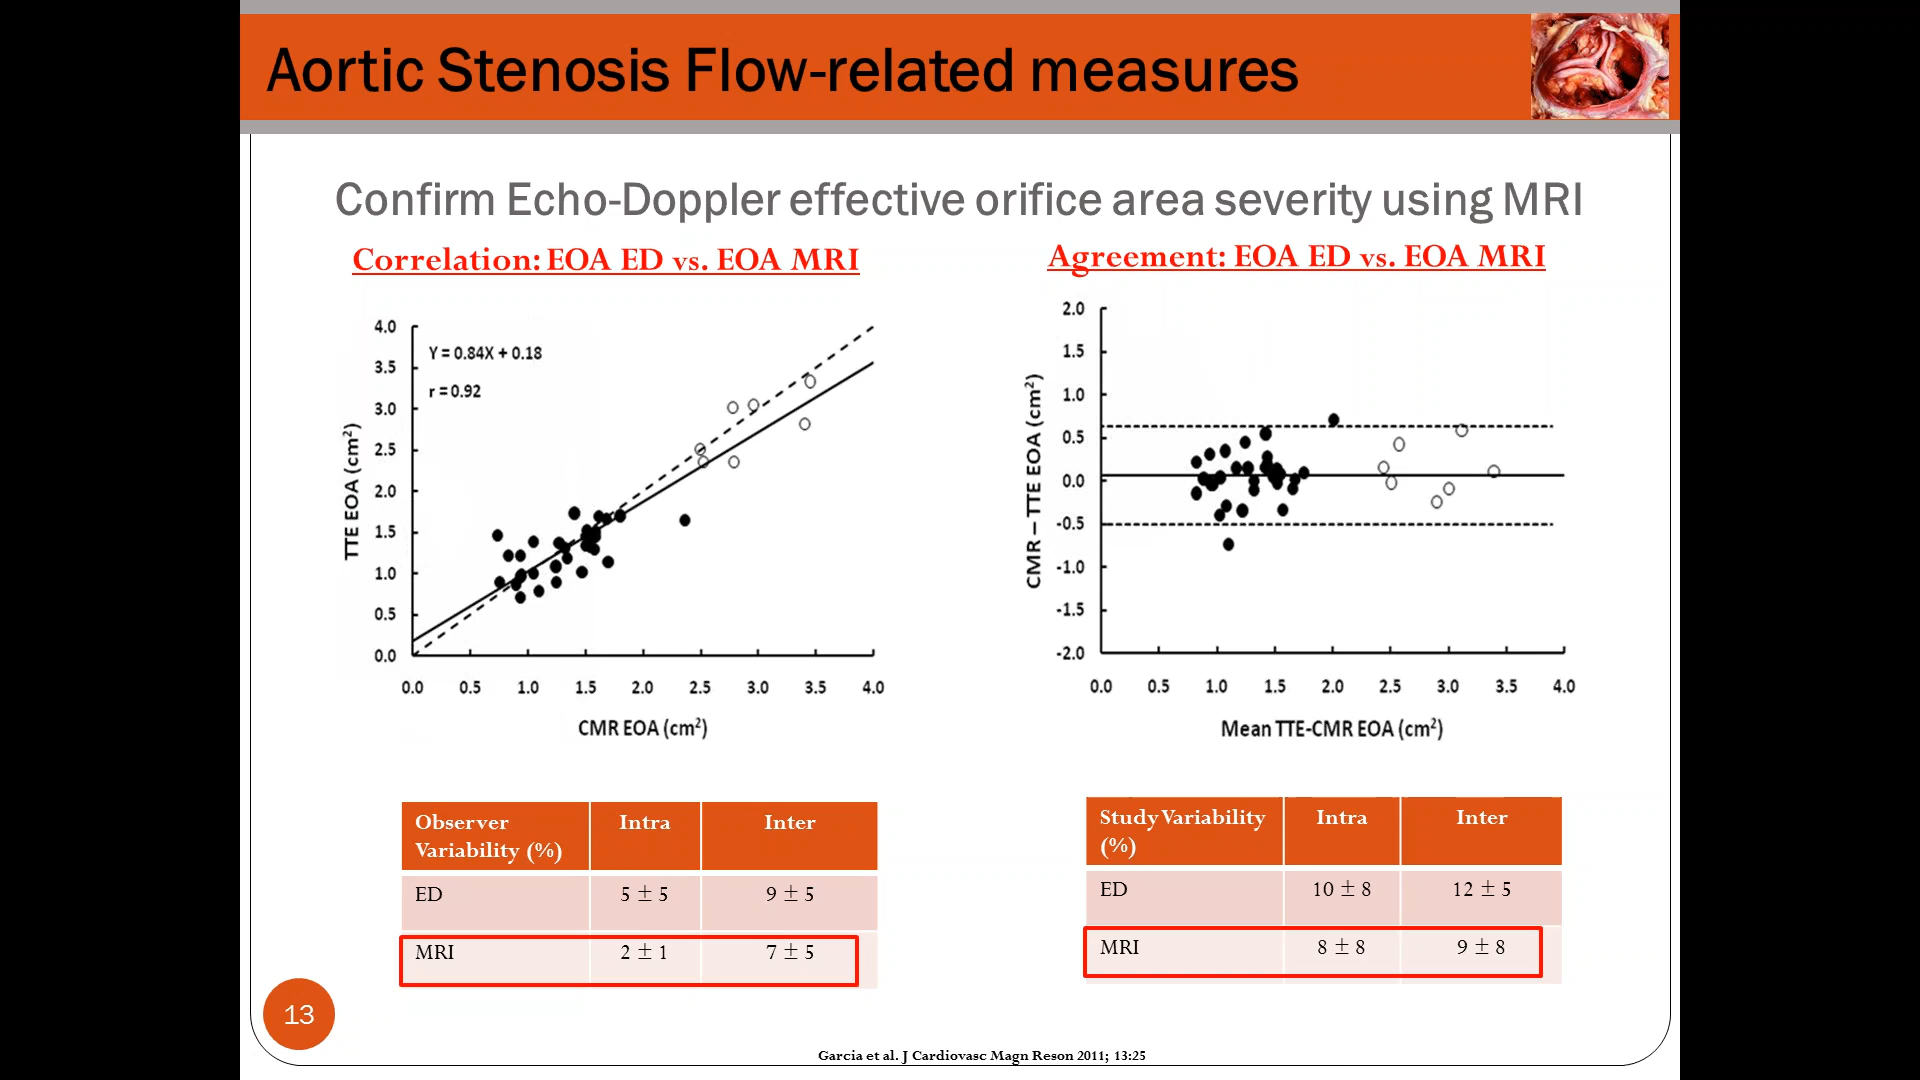 Aortic Stenosis Flow-related measures
Confirm Echo-Doppler effective orifice area severity using MRI
Correlation: EOA ED vs. EOA MRI
TTE EOA (cm²)
4.0
3.5
3.0
2.5
2.0
1.5
1.0
0.5
0.0
Y = 0.84X + 0.18
r = 0.92
0.0 0.5 1.0 1.5 2.0 2.5 3.0 3.5 4.0
CMR EOA (cm²)
Agreement: EOA ED vs. EOA MRI
CMR – TTE EOA (cm²)
2.0
1.5
1.0
0.5
0.0
-0.5
-1.0
-1.5
-2.0
0.0 0.5 1.0 1.5 2.0 2.5 3.0 3.5 4.0
Mean TTE-CMR EOA (cm²)
Observer Intra Inter
Variability (%)
ED 5 ± 5 9 ± 5
MRI 2 ± 1 7 ± 5
Study Variability Intra Inter
(%)
ED 10 ± 8 12 ± 5
MRI 8 ± 8 9 ± 8
13
Garcia et al. J Cardiovasc Magn Reson 2011; 13:25